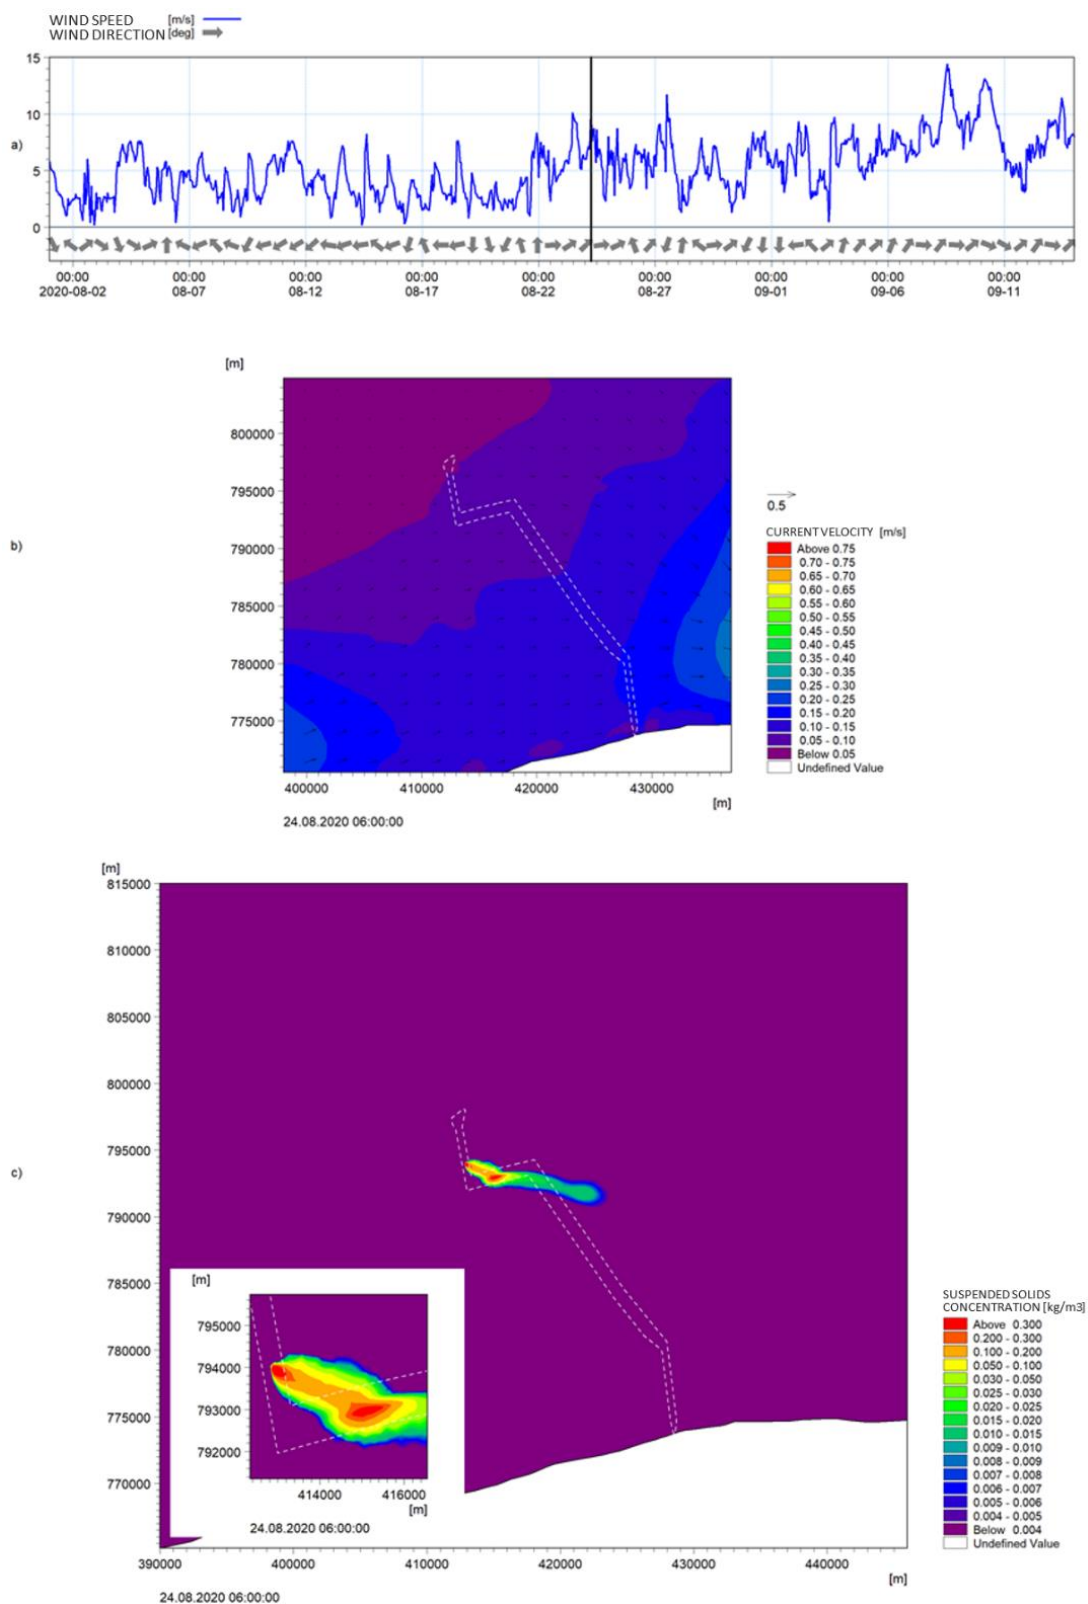 WIND SPEED [m/s]
WIND DIRECTION [deg]
a)
15
10
5
0
00:00 00:00 00:00 00:00 00:00 00:00 00:00 00:00 00:00
2020-08-02 08-07 08-12 08-17 08-22 08-27 09-01 09-06 09-11
b)
[m]
800000
795000
790000
785000
780000
775000
400000 410000 420000 430000
[m]
24.08.2020 06:00:00
0.5
CURRENT VELOCITY [m/s]
Above 0.75
0.70 - 0.75
0.65 - 0.70
0.60 - 0.65
0.55 - 0.60
0.50 - 0.55
0.45 - 0.50
0.40 - 0.45
0.35 - 0.40
0.30 - 0.35
0.25 - 0.30
0.20 - 0.25
0.15 - 0.20
0.10 - 0.15
0.05 - 0.10
Below 0.05
Undefined Value
c)
[m]
815000
810000
805000
800000
795000
790000
785000
780000
775000
770000
390000 400000 410000 420000 430000 440000
[m]
24.08.2020 06:00:00
[m]
795000
794000
793000
792000
414000 416000
[m]
24.08.2020 06:00:00
SUSPENDED SOLIDS
CONCENTRATION [kg/m3]
Above 0.300
0.200 - 0.300
0.100 - 0.200
0.050 - 0.100
0.030 - 0.050
0.025 - 0.030
0.020 - 0.025
0.015 - 0.020
0.010 - 0.015
0.009 - 0.010
0.008 - 0.009
0.007 - 0.008
0.006 - 0.007
0.005 - 0.006
0.004 - 0.005
Below 0.004
Undefined Value